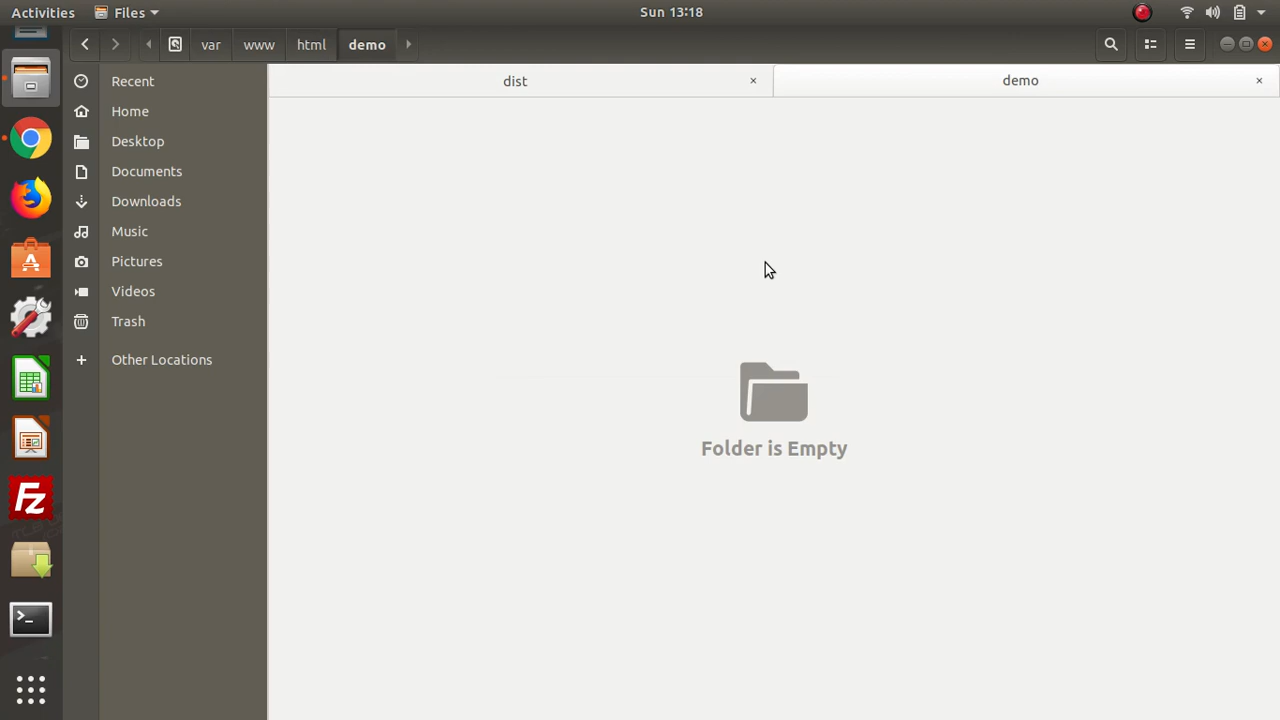 Activities
Files
Sun 13:18
var
www
html
demo
dist
×
demo
×
Recent
Home
Desktop
Documents
Downloads
Music
Pictures
Videos
Trash
+ Other Locations
Folder is Empty
Fz